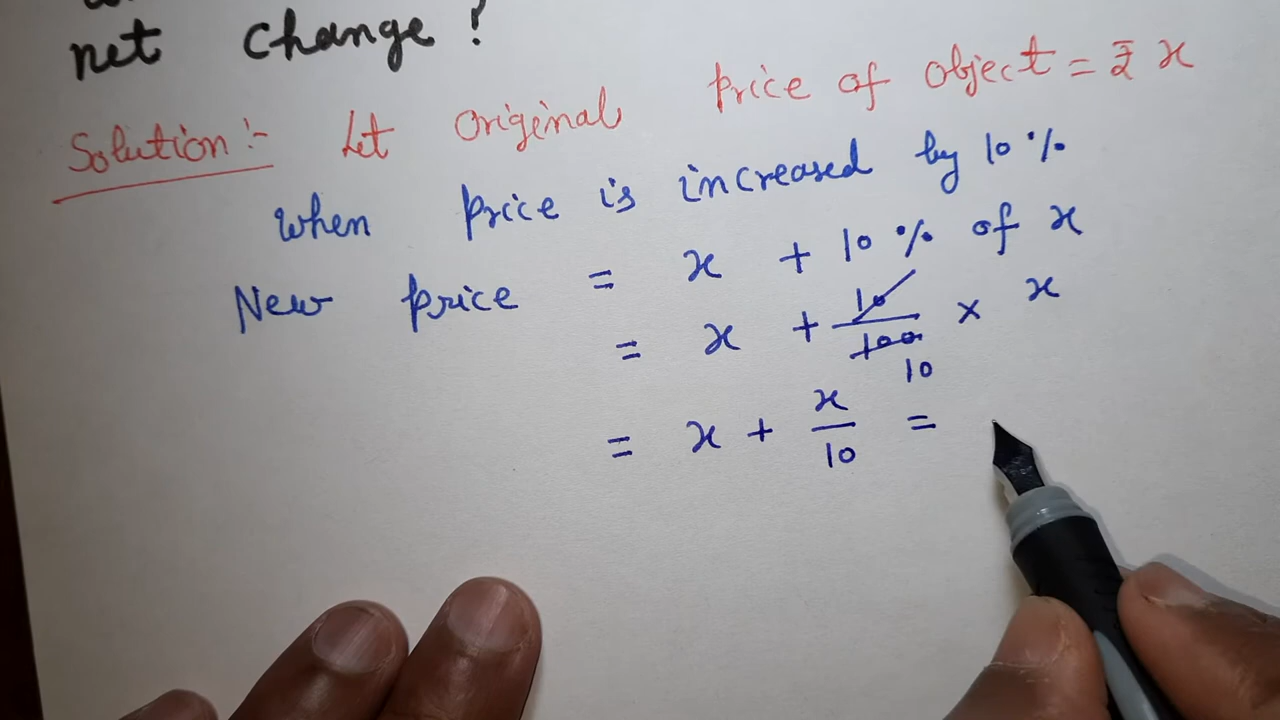 net change?
Solution:- Let Original Price of object = ₹ x
When Price is increased by 10%
New Price = x + 10% of x
= x + 10/100 × x
10
= x + x/10 =